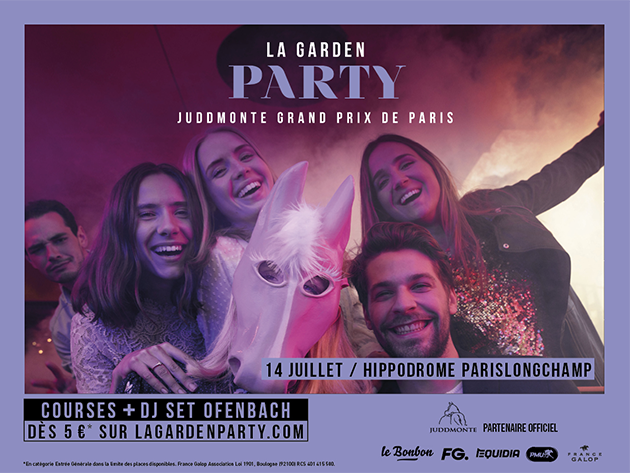 LA GARDEN
PARTY
JUDDMONTE GRAND PRIX DE PARIS
14 JUILLET / HIPPODROME PARISLONGCHAMP
COURSES + DJ SET OFENBACH
DÈS 5 €* SUR LAGARDENPARTY.COM
JUDDMONTE PARTENAIRE OFFICIEL
le Bonbon FG. EQUIDIA PMU FRANCE GALOP
*En catégorie Entrée Générale dans la limite des places disponibles. France Galop Association Loi 1901, Boulogne (92100) RCS 401 415 580.